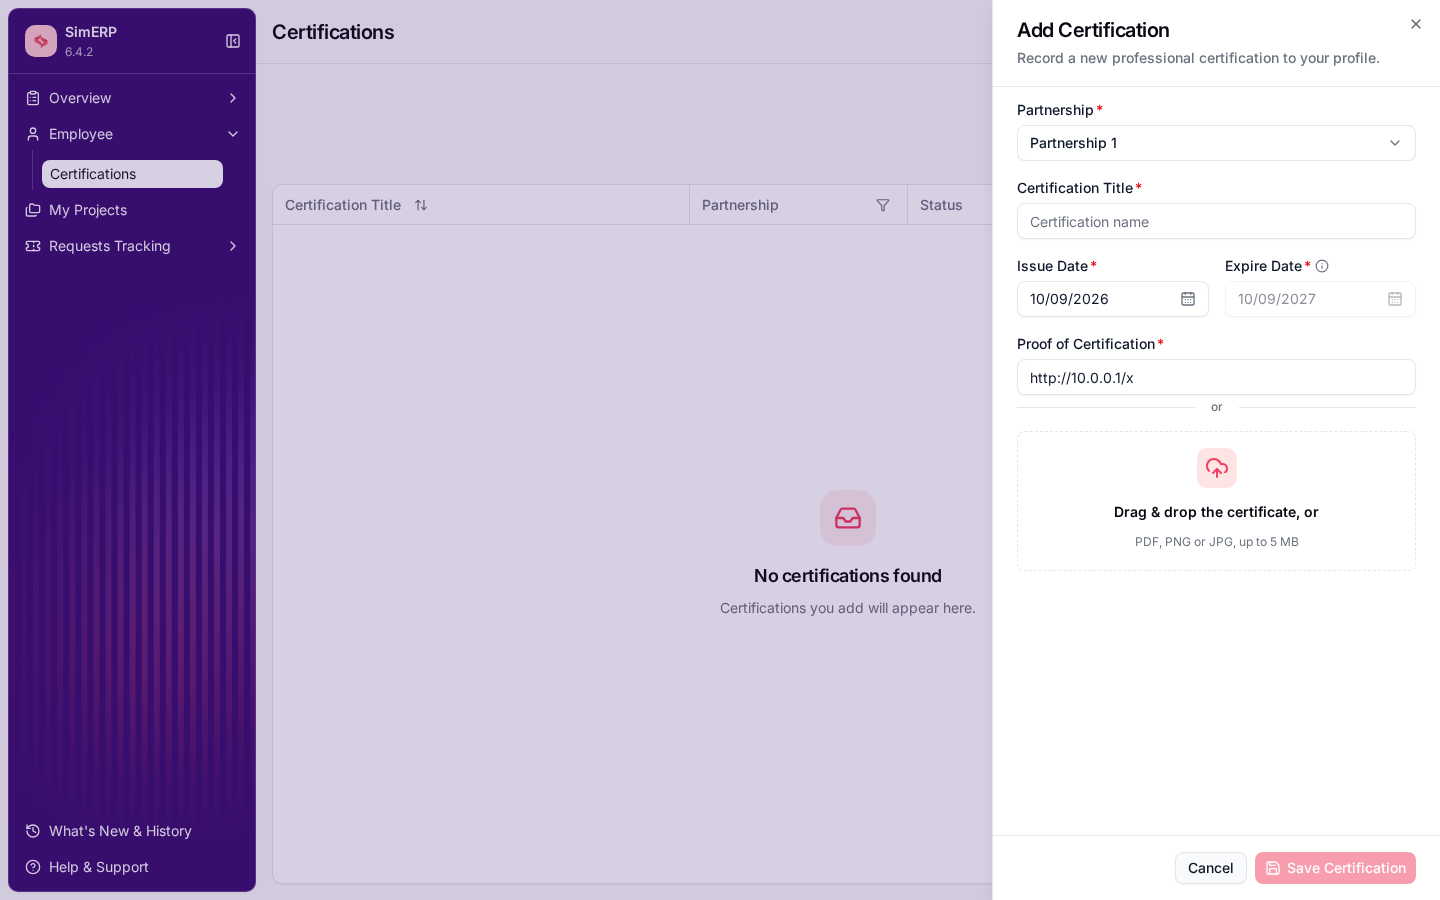 SimERP
6.4.2
Overview
Employee
Certifications
My Projects
Requests Tracking
What's New & History
Help & Support
Certifications
Certification Title
Partnership
Status
No certifications found
Certifications you add will appear here.
Add Certification
Record a new professional certification to your profile.
Partnership *
Partnership 1
Certification Title *
Certification name
Issue Date * Expire Date *
10/09/2026 10/09/2027
Proof of Certification *
http://10.0.0.1/x
or
Drag & drop the certificate, or
PDF, PNG or JPG, up to 5 MB
Cancel Save Certification